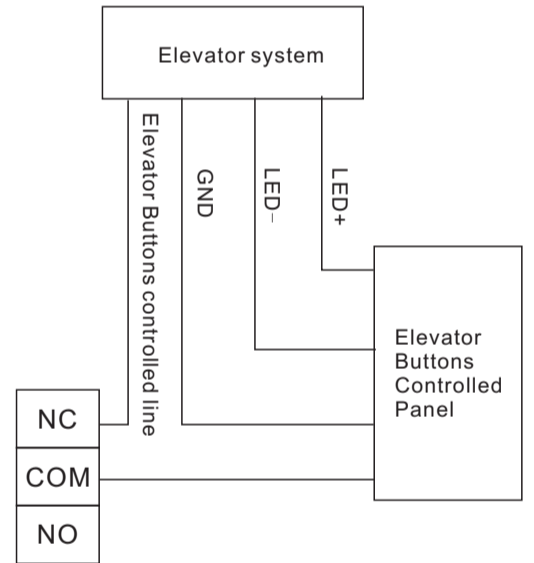 Elevator system
Elevator Buttons controlled line
GND
LED–
LED+
Elevator
Buttons
Controlled
Panel
NC
COM
NO